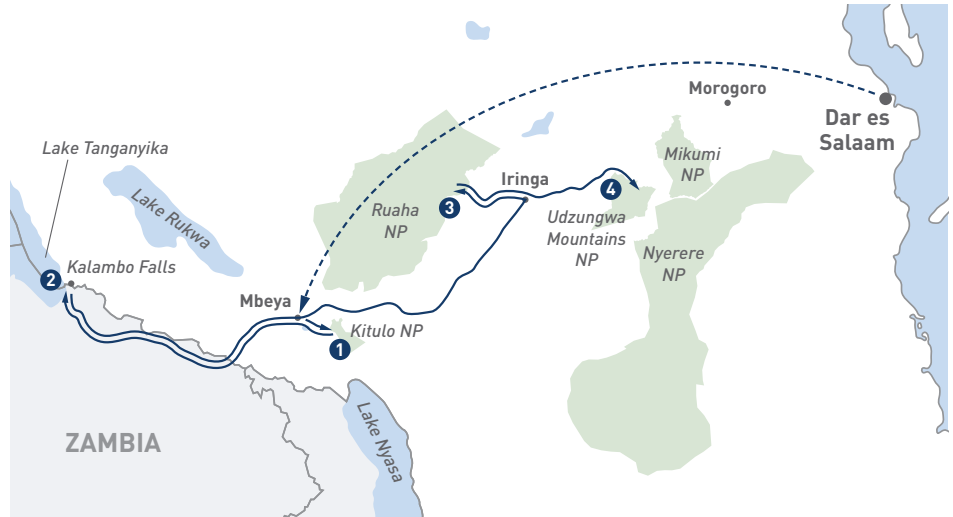 Morogoro
Dar es
Salaam
Lake Tanganyika
Mikumi
NP
Iringa
4
3
Lake Rukwa
Ruaha
NP
Udzungwa
Mountains
NP
Nyerere
NP
2
Kalambo Falls
Mbeya
Kitulo NP
1
ZAMBIA
Lake Nyasa